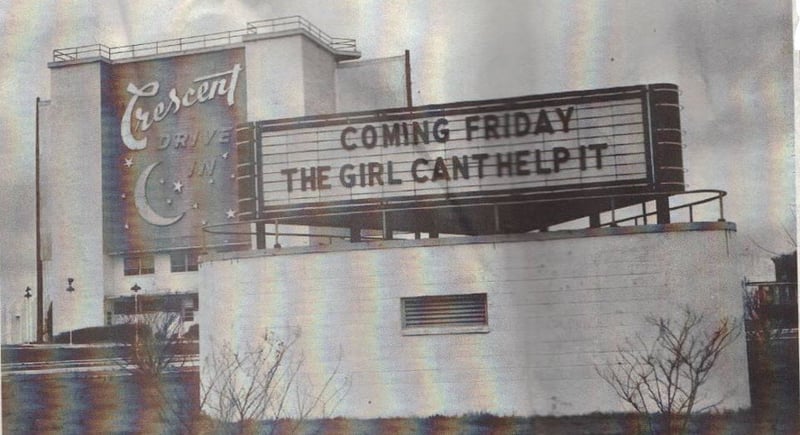 Crescent
DRIVE
IN
COMING FRIDAY
THE GIRL CANT HELP IT